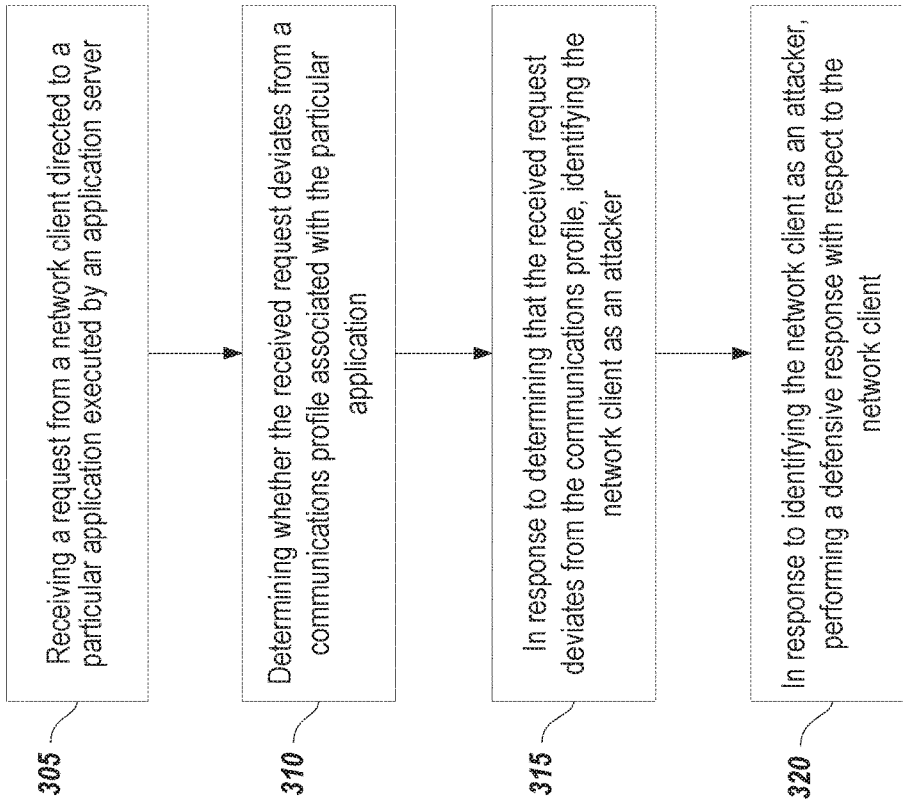 305
Receiving a request from a network client directed to a
particular application executed by an application server
310
Determining whether the received request deviates from a
communications profile associated with the particular
application
315
In response to determining that the received request
deviates from the communications profile, identifying the
network client as an attacker
320
In response to identifying the network client as an attacker,
performing a defensive response with respect to the
network client